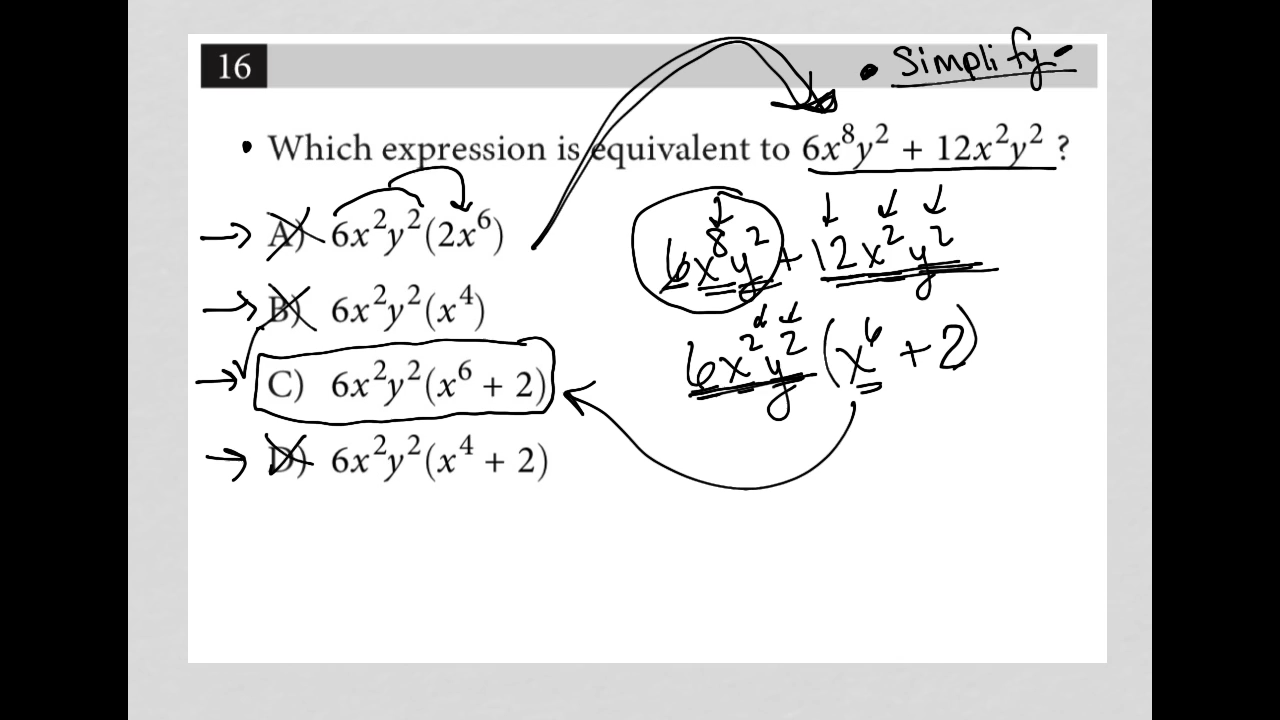 16
• Simplify
• Which expression is equivalent to 6x⁸y² + 12x²y² ?
A) 6x²y²(2x⁶)
B) 6x²y²(x⁴)
C) 6x²y²(x⁶ + 2)
D) 6x²y²(x⁴ + 2)
6x⁸y² + 12x²y²
6x²y²(x⁶ + 2)